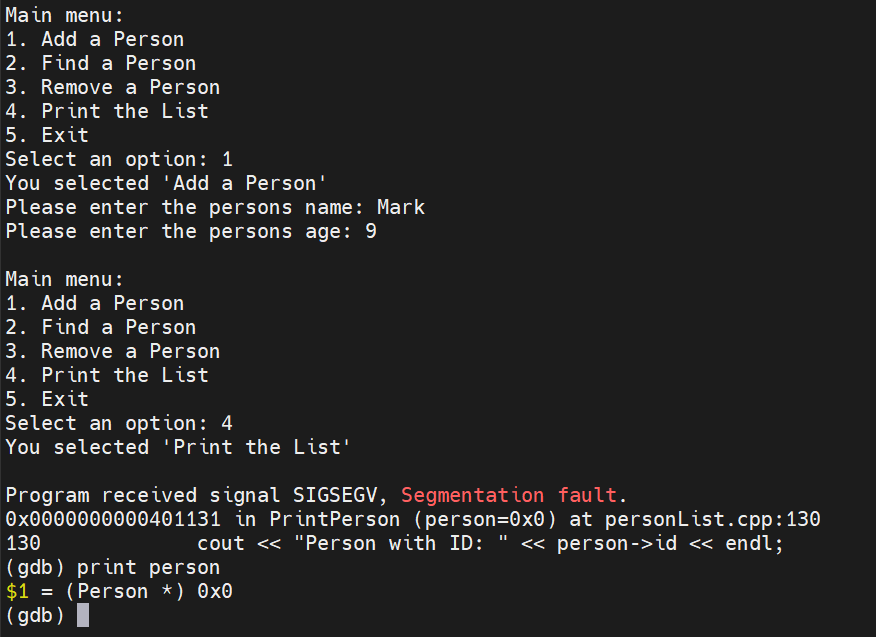 Main menu:
1. Add a Person
2. Find a Person
3. Remove a Person
4. Print the List
5. Exit
Select an option: 1
You selected 'Add a Person'
Please enter the persons name: Mark
Please enter the persons age: 9

Main menu:
1. Add a Person
2. Find a Person
3. Remove a Person
4. Print the List
5. Exit
Select an option: 4
You selected 'Print the List'

Program received signal SIGSEGV, Segmentation fault.
0x0000000000401131 in PrintPerson (person=0x0) at personList.cpp:130
130             cout << "Person with ID: " << person->id << endl;
(gdb) print person
$1 = (Person *) 0x0
(gdb)